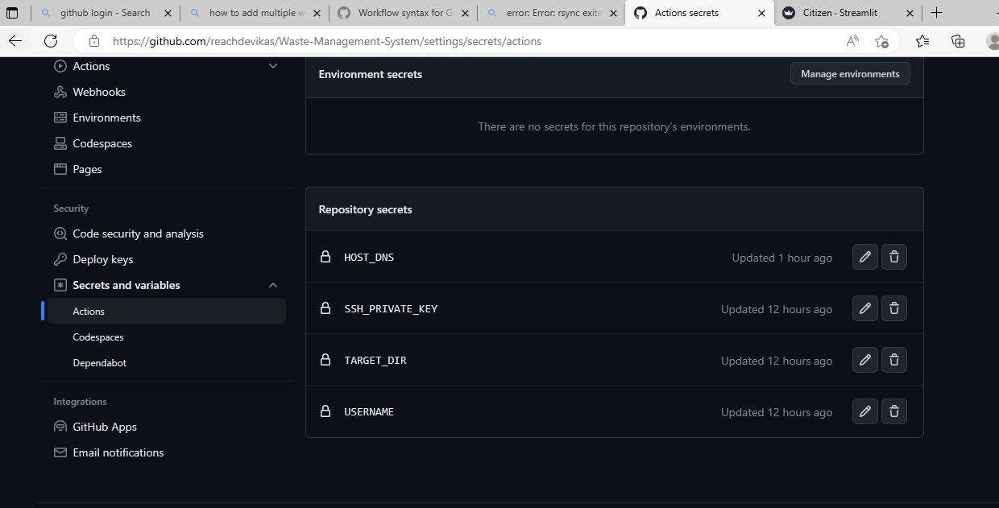 github login - Search
how to add multiple w
Workflow syntax for G
error: Error: rsync exite
Actions secrets
Citizen · Streamlit
https://github.com/reachdevikas/Waste-Management-System/settings/secrets/actions
Actions
Webhooks
Environments
Codespaces
Pages
Security
Code security and analysis
Deploy keys
Secrets and variables
Actions
Codespaces
Dependabot
Integrations
GitHub Apps
Email notifications
Environment secrets
Manage environments
There are no secrets for this repository's environments.
Repository secrets
HOST_DNS
Updated 1 hour ago
SSH_PRIVATE_KEY
Updated 12 hours ago
TARGET_DIR
Updated 12 hours ago
USERNAME
Updated 12 hours ago